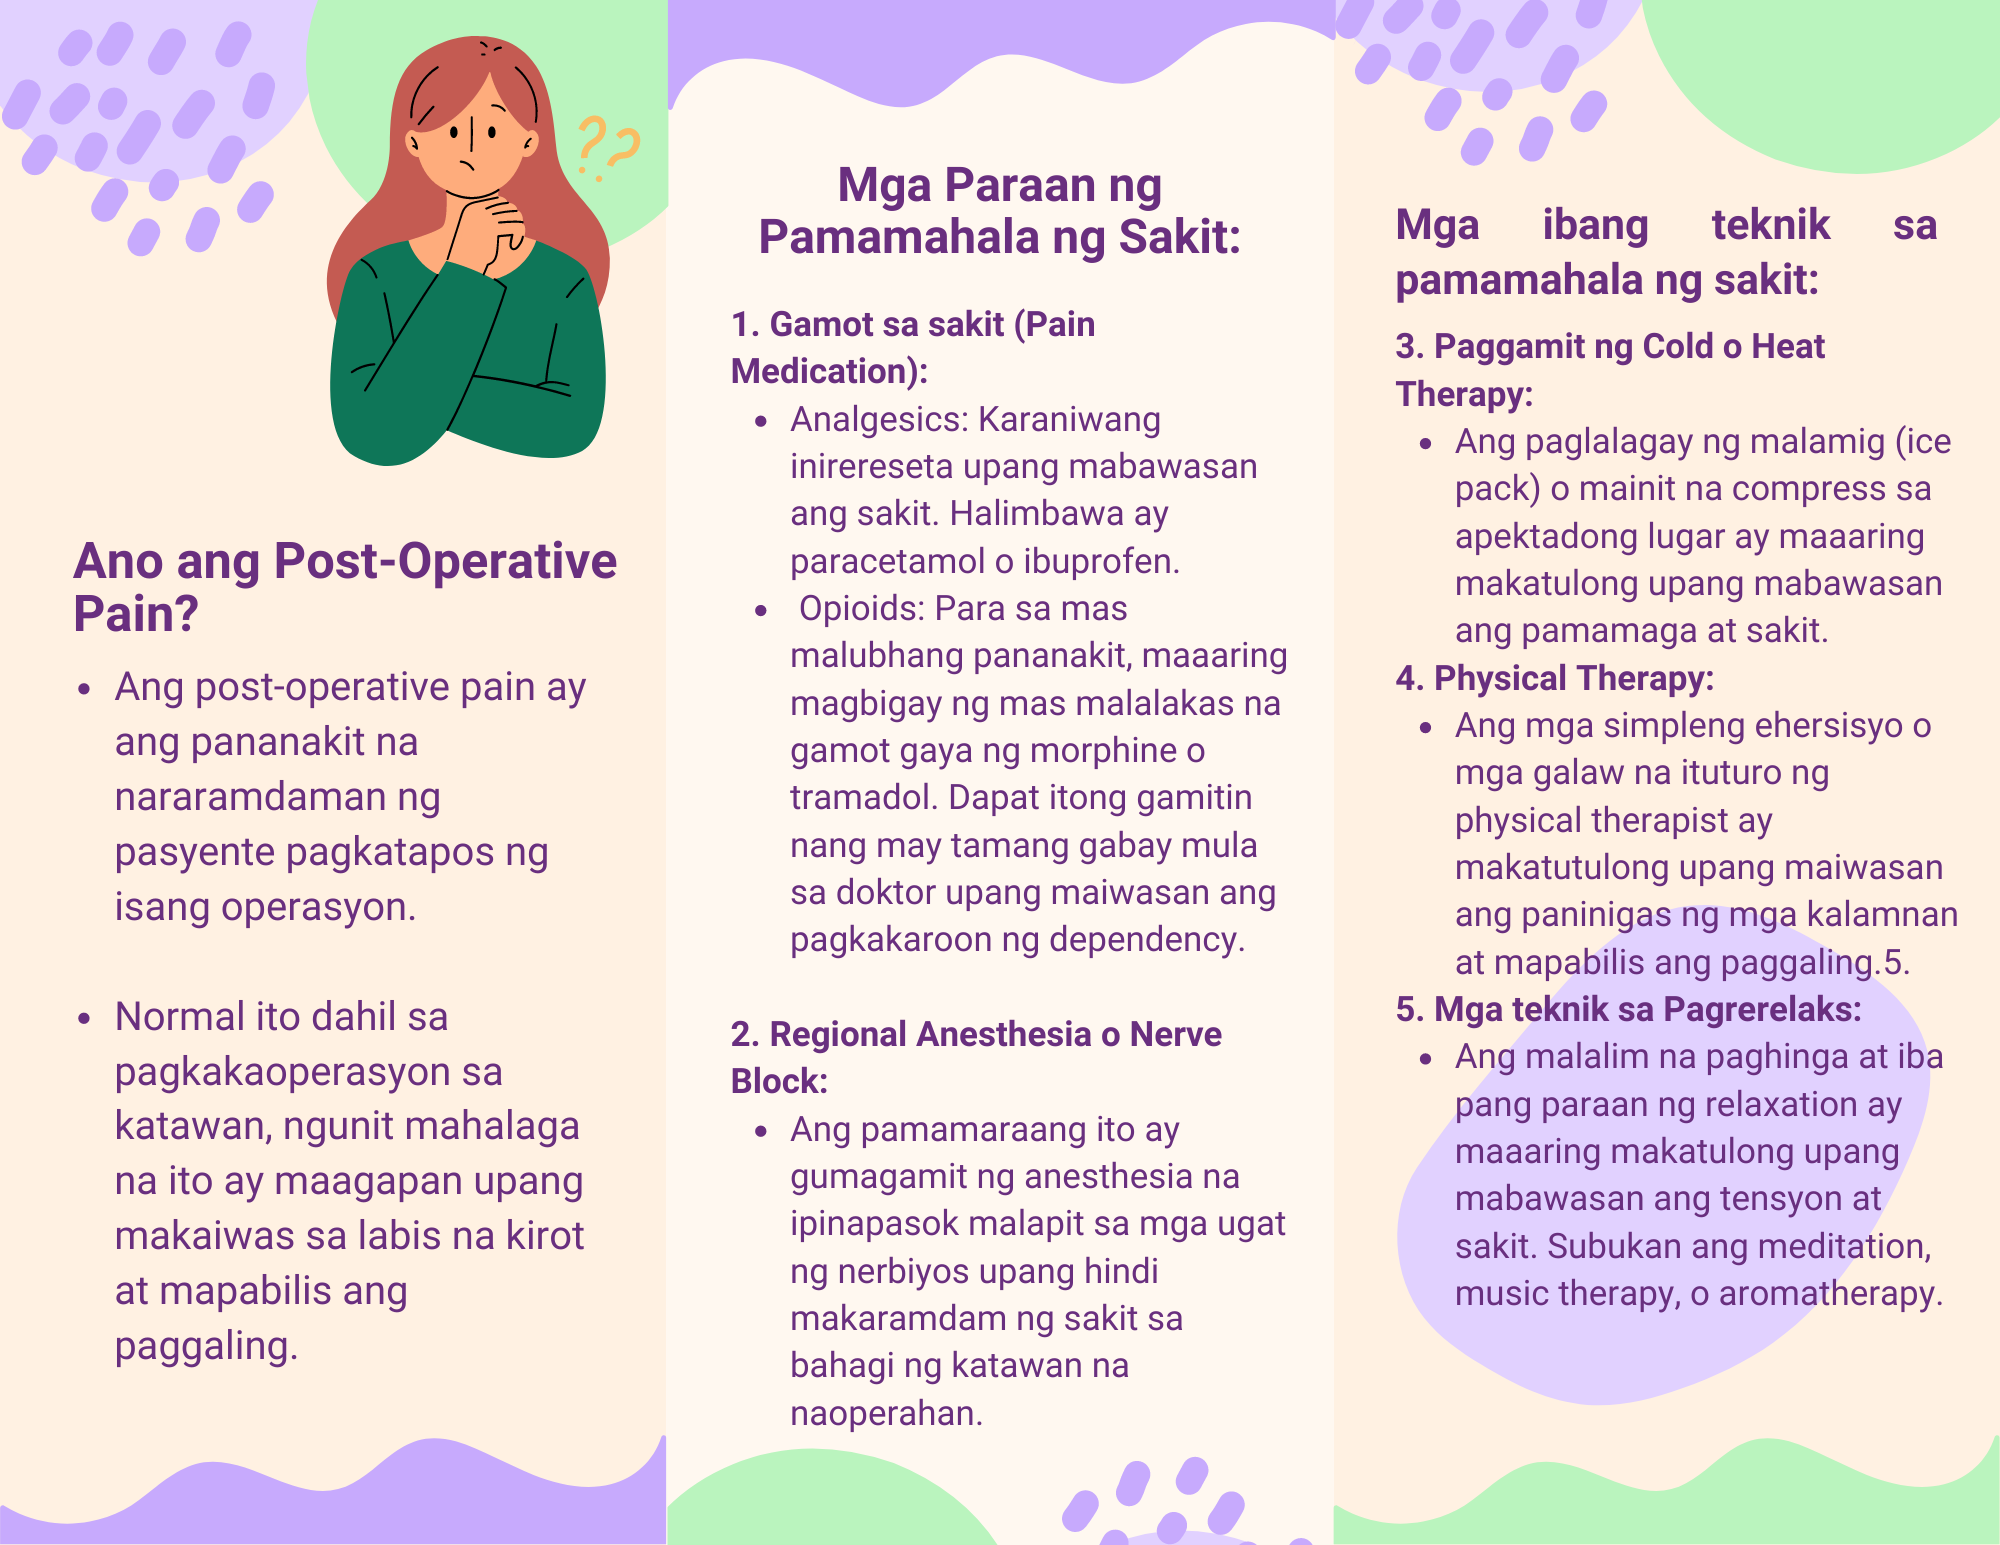 ??
Ano ang Post-Operative
Pain?
• Ang post-operative pain ay
ang pananakit na
nararamdaman ng
pasyente pagkatapos ng
isang operasyon.
• Normal ito dahil sa
pagkakaoperasyon sa
katawan, ngunit mahalaga
na ito ay maagapan upang
makaiwas sa labis na kirot
at mapabilis ang
paggaling.
Mga Paraan ng
Pamamahala ng Sakit:
1. Gamot sa sakit (Pain
Medication):
• Analgesics: Karaniwang
inirereseta upang mabawasan
ang sakit. Halimbawa ay
paracetamol o ibuprofen.
• Opioids: Para sa mas
malubhang pananakit, maaaring
magbigay ng mas malalakas na
gamot gaya ng morphine o
tramadol. Dapat itong gamitin
nang may tamang gabay mula
sa doktor upang maiwasan ang
pagkakaroon ng dependency.
2. Regional Anesthesia o Nerve
Block:
• Ang pamamaraang ito ay
gumagamit ng anesthesia na
ipinapasok malapit sa mga ugat
ng nerbiyos upang hindi
makaramdam ng sakit sa
bahagi ng katawan na
naoperahan.
Mga ibang teknik sa
pamamahala ng sakit:
3. Paggamit ng Cold o Heat
Therapy:
• Ang paglalagay ng malamig (ice
pack) o mainit na compress sa
apektadong lugar ay maaaring
makatulong upang mabawasan
ang pamamaga at sakit.
4. Physical Therapy:
• Ang mga simpleng ehersisyo o
mga galaw na ituturo ng
physical therapist ay
makatutulong upang maiwasan
ang paninigas ng mga kalamnan
at mapabilis ang paggaling.5.
5. Mga teknik sa Pagrerelaks:
• Ang malalim na paghinga at iba
pang paraan ng relaxation ay
maaaring makatulong upang
mabawasan ang tensyon at
sakit. Subukan ang meditation,
music therapy, o aromatherapy.